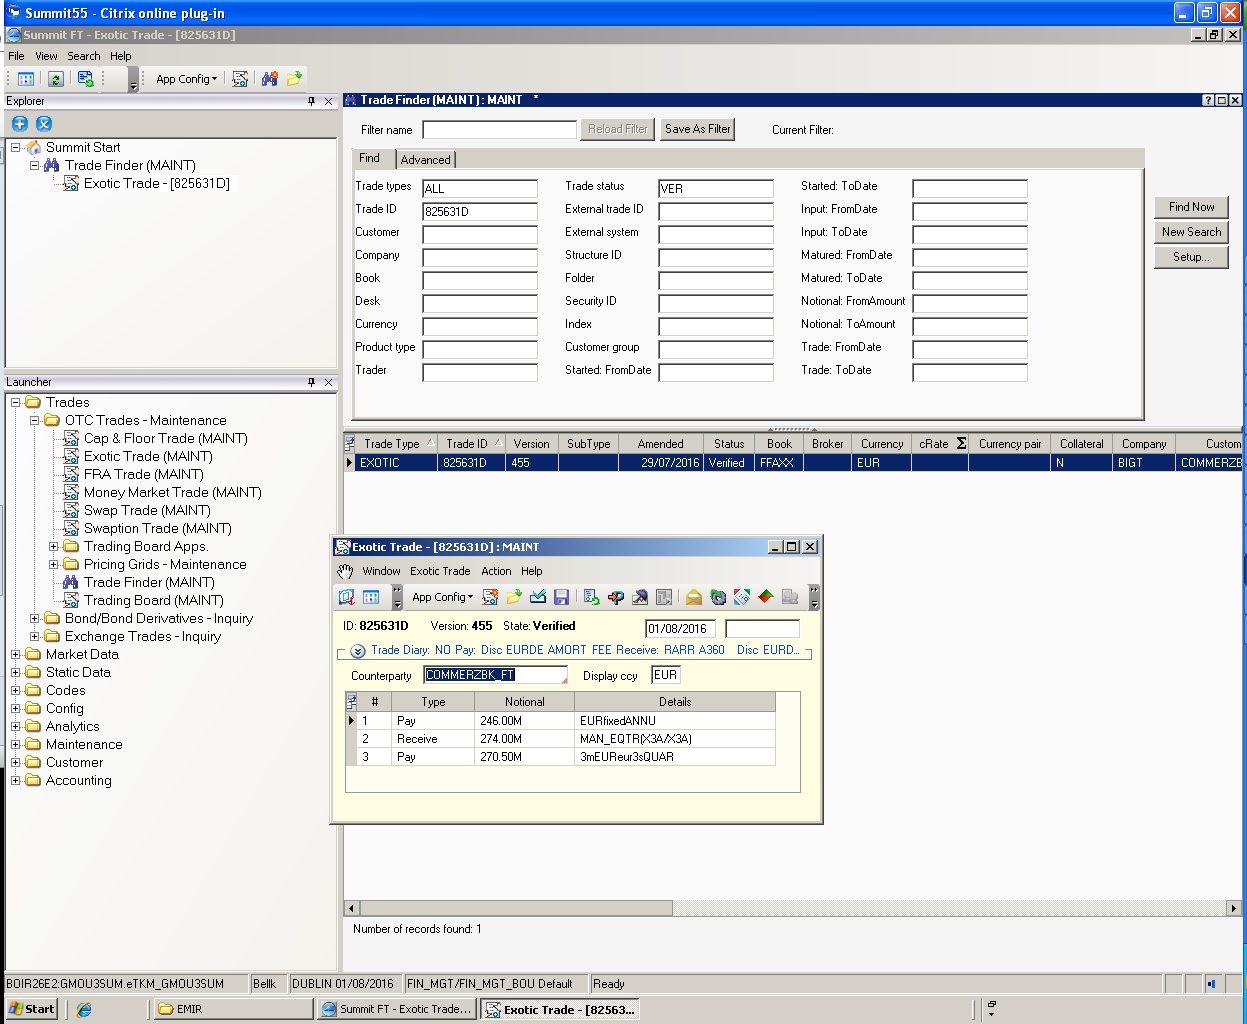 Summit55 - Citrix online plug-in
Summit FT - Exotic Trade - [825631D]
File View Search Help
App Config
Explorer
Summit Start
Trade Finder (MAINT)
Exotic Trade - [825631D]
Launcher
Trades
OTC Trades - Maintenance
Cap & Floor Trade (MAINT)
Exotic Trade (MAINT)
FRA Trade (MAINT)
Money Market Trade (MAINT)
Swap Trade (MAINT)
Swaption Trade (MAINT)
Trading Board Apps.
Pricing Grids - Maintenance
Trade Finder (MAINT)
Trading Board (MAINT)
Bond/Bond Derivatives - Inquiry
Exchange Trades - Inquiry
Market Data
Static Data
Codes
Config
Analytics
Maintenance
Customer
Accounting
Trade Finder (MAINT) : MAINT *
Filter name Reload Filter Save As Filter Current Filter:
Find Advanced
Trade types ALL Trade status VER Started: ToDate
Trade ID 825631D External trade ID Input: FromDate Find Now
Customer External system Input: ToDate New Search
Company Structure ID Matured: FromDate Setup...
Book Folder Matured: ToDate
Desk Security ID Notional: FromAmount
Currency Index Notional: ToAmount
Product type Customer group Trade: FromDate
Trader Started: FromDate Trade: ToDate
Trade Type Trade ID Version SubType Amended Status Book Broker Currency cRate Σ Currency pair Collateral Company Custom
EXOTIC 825631D 455 29/07/2016 Verified FFAXX EUR N BIGT COMMERZB
Exotic Trade - [825631D] : MAINT
Window Exotic Trade Action Help
App Config
ID: 825631D Version: 455 State: Verified 01/08/2016
Trade Diary: NO Pay: Disc EURDE AMORT FEE Receive: RARR A360 Disc EURD...
Counterparty COMMERZBK_FT Display ccy EUR
# Type Notional Details
1 Pay 246.00M EURfixedANNU
2 Receive 274.00M MAN_EQTR(X3A/X3A)
3 Pay 270.50M 3mEUReur3sQUAR
Number of records found: 1
BOIR26E2:GMOU3SUM.eTKM_GMOU3SUM Bellk DUBLIN 01/08/2016 FIN_MGT/FIN_MGT_BOU Default Ready
Start EMIR Summit FT - Exotic Trade... Exotic Trade - [82563...